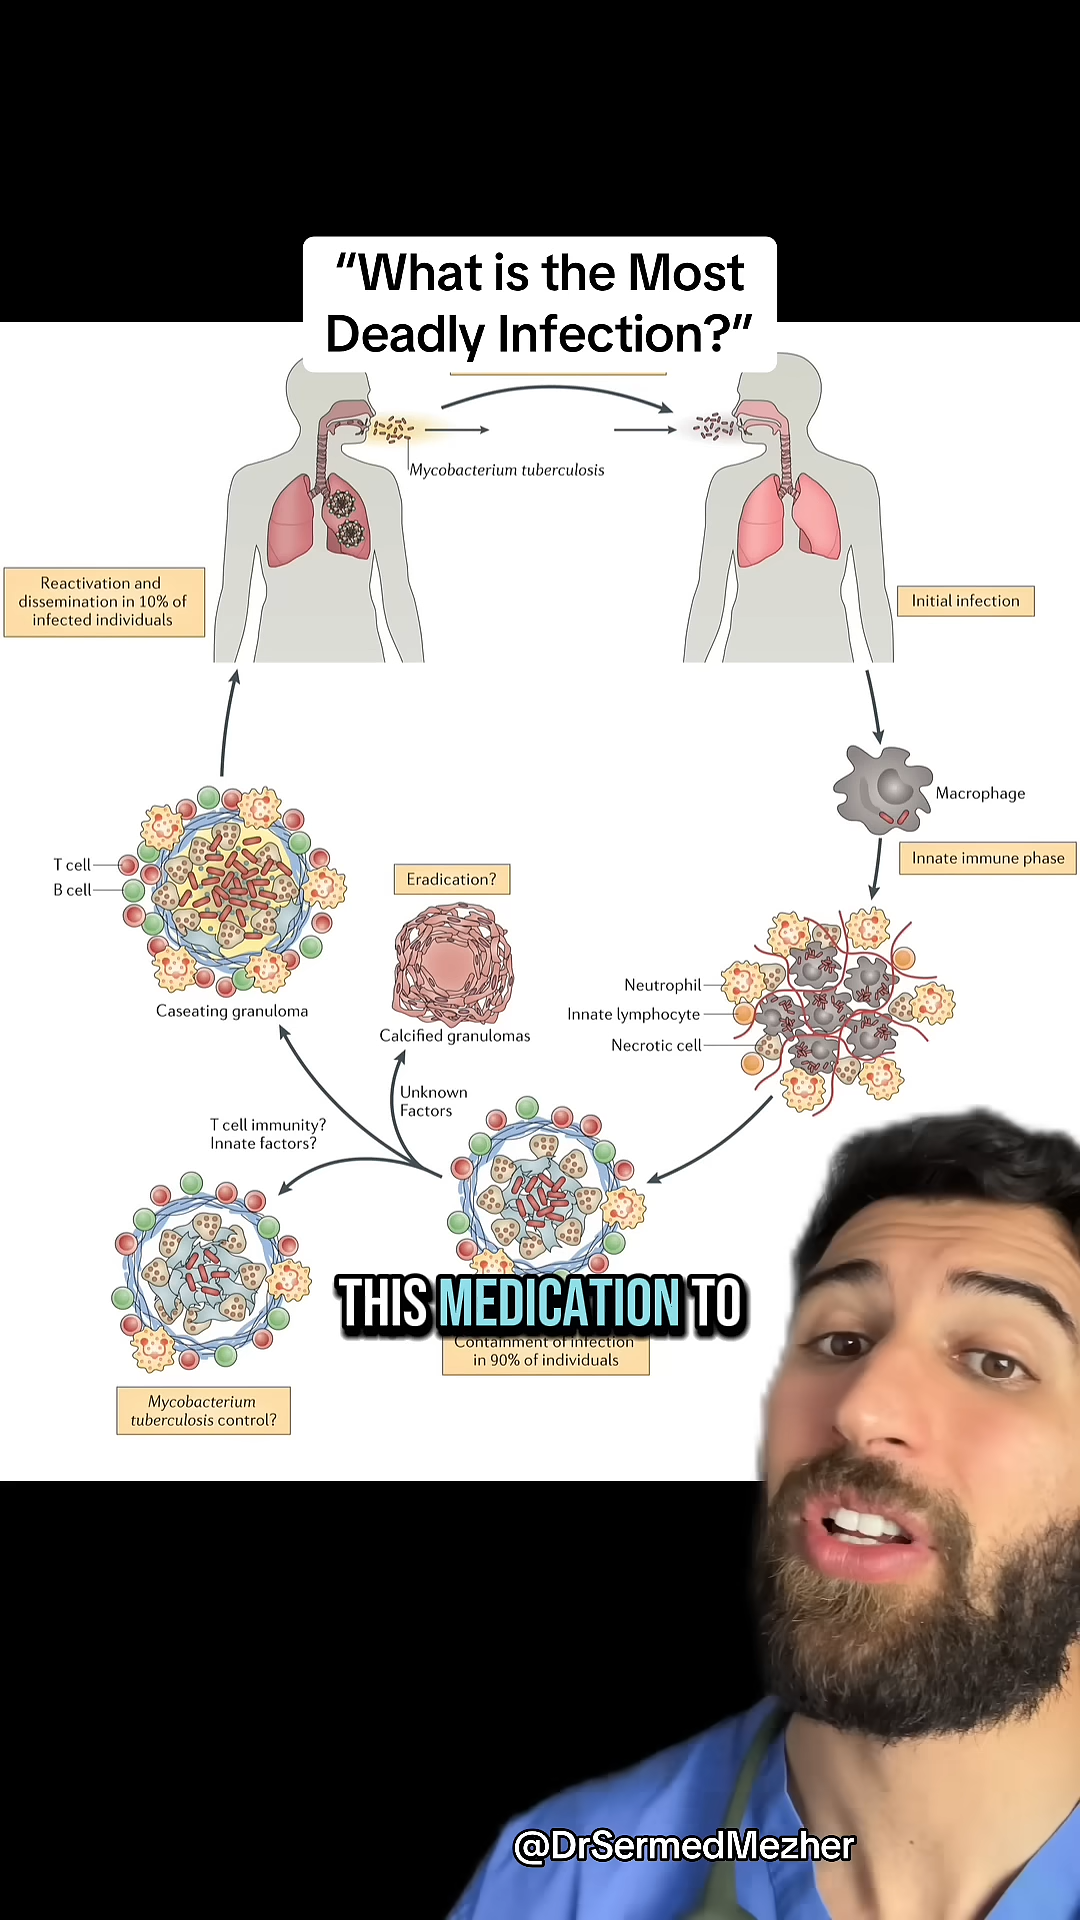 “What is the Most
Deadly Infection?”
Mycobacterium tuberculosis
Reactivation and
dissemination in 10% of
infected individuals
Initial infection
Macrophage
Innate immune phase
T cell
B cell
Eradication?
Caseating granuloma
Calcified granulomas
Neutrophil
Innate lymphocyte
Necrotic cell
Unknown
Factors
T cell immunity?
Innate factors?
THIS MEDICATION TO
Containment of infection
in 90% of individuals
Mycobacterium
tuberculosis control?
@DrSermedMezher